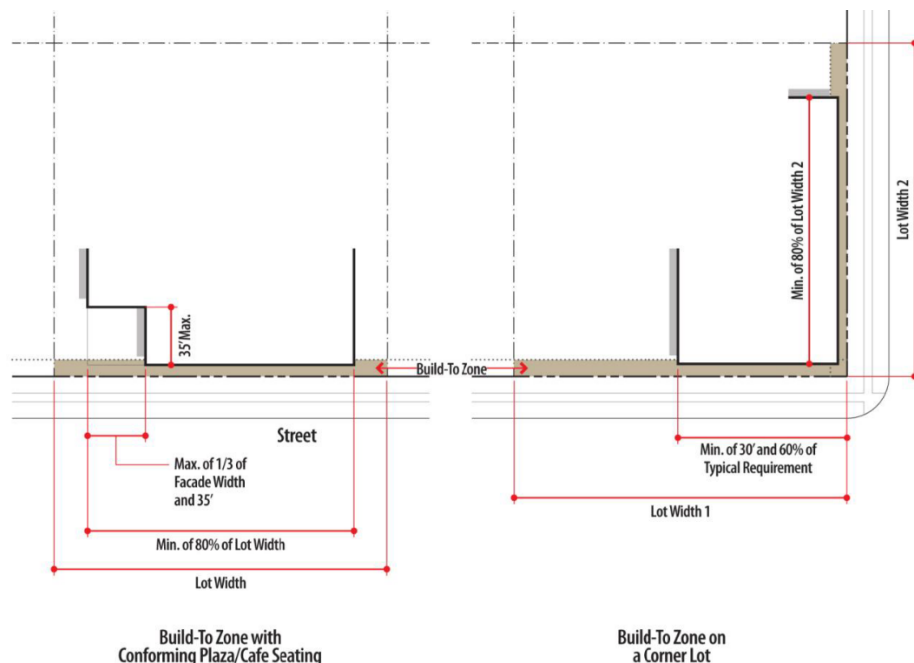 35' Max.
Build-To Zone
Street
Max. of 1/3 of
Facade Width
and 35'
Min. of 80% of Lot Width
Lot Width
Build-To Zone with
Conforming Plaza/Cafe Seating
Min. of 80% of Lot Width 2
Lot Width 2
Min. of 30' and 60% of
Typical Requirement
Lot Width 1
Build-To Zone on
a Corner Lot